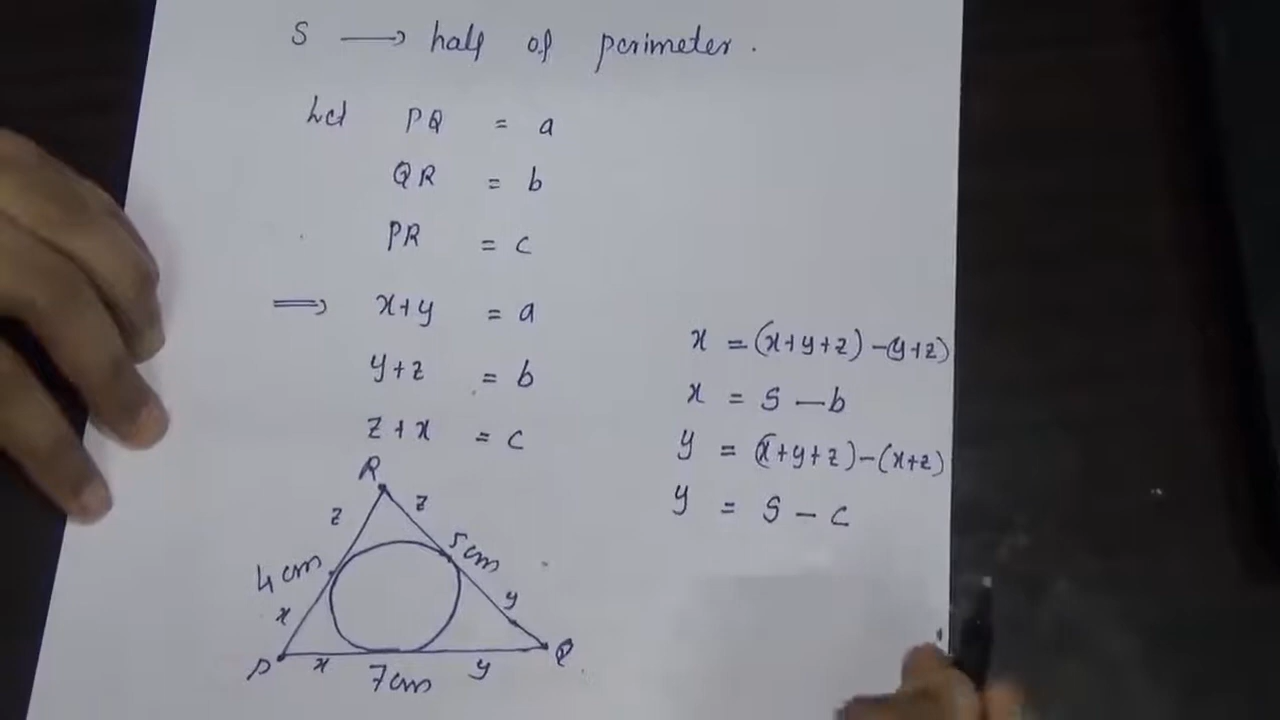 S ⟶ half of perimeter.
Let PQ = a
QR = b
PR = c
⟹ x+y = a
y+z = b
z+x = c
x = (x+y+z) -(y+z)
x = S - b
y = (x+y+z) - (x+z)
y = S - c
R
z z
4cm 5cm
x y
P x 7cm y Q